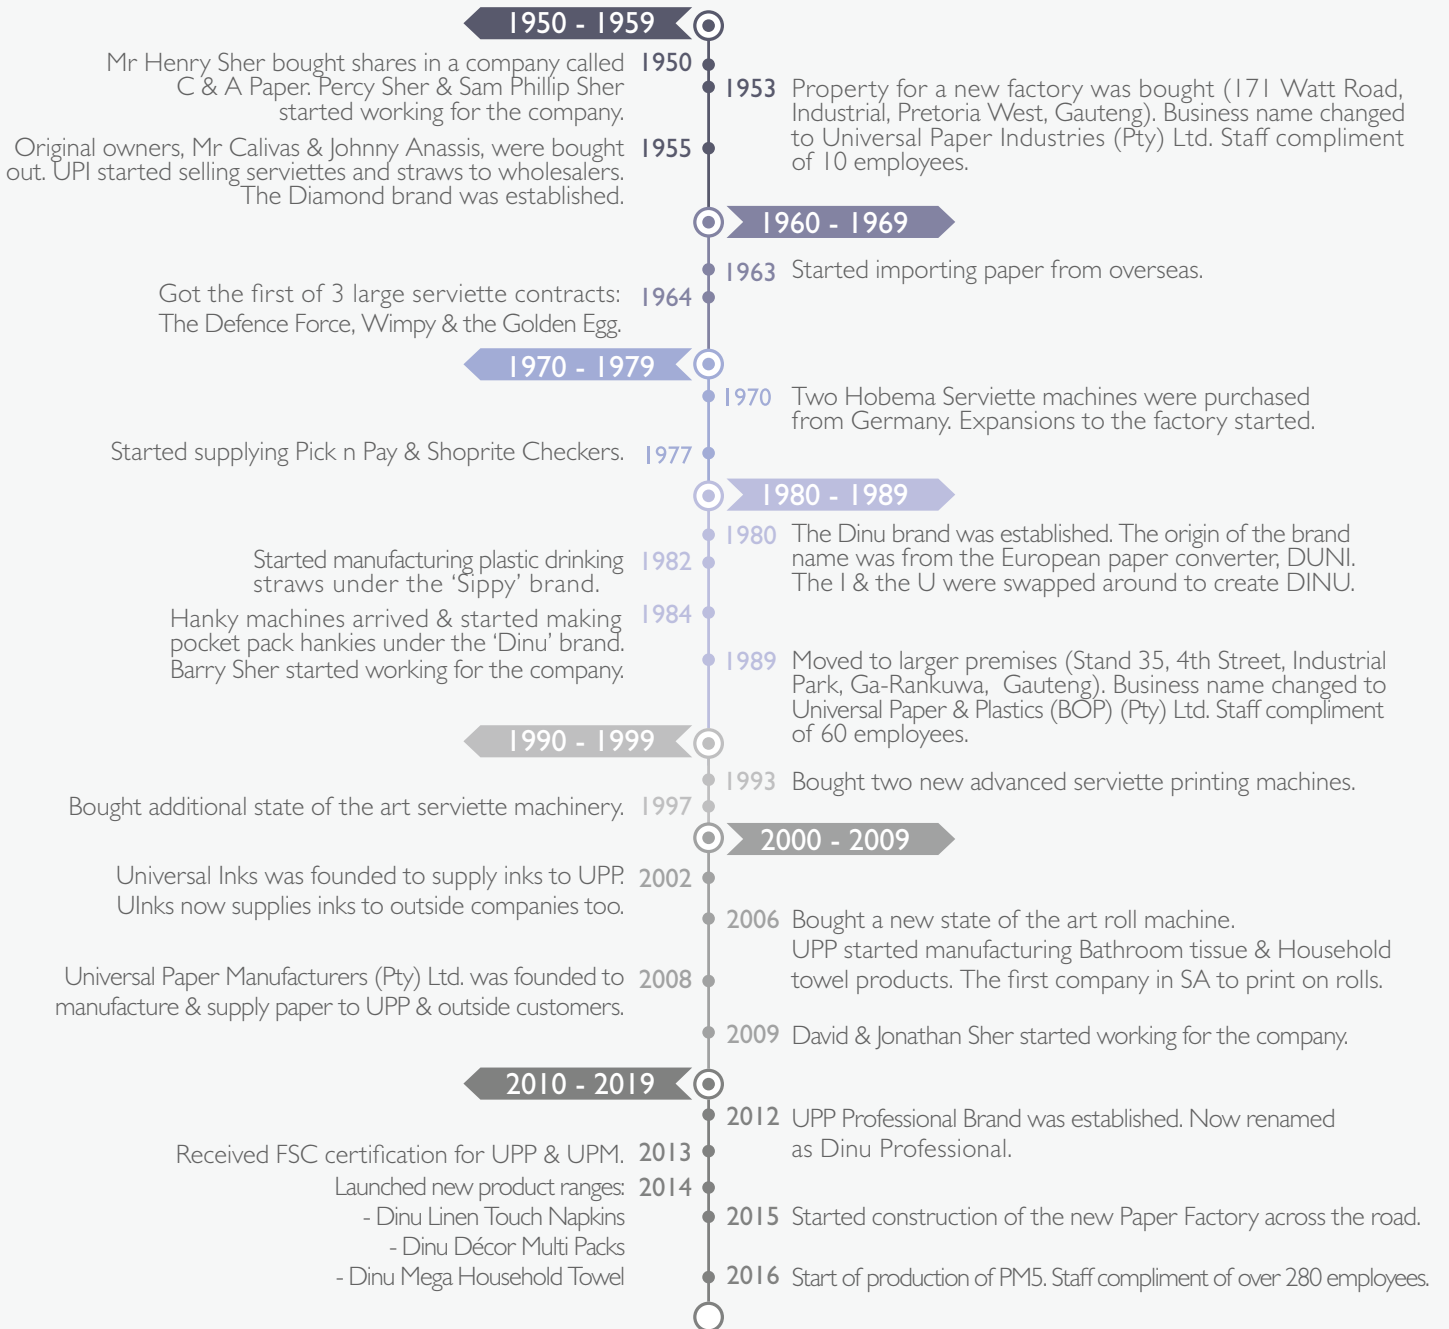 1950 - 1959
1950
Mr Henry Sher bought shares in a company called
C & A Paper. Percy Sher & Sam Phillip Sher
started working for the company.
1953
Property for a new factory was bought (171 Watt Road,
Industrial, Pretoria West, Gauteng). Business name changed
to Universal Paper Industries (Pty) Ltd. Staff compliment
of 10 employees.
1955
Original owners, Mr Calivas & Johnny Anassis, were bought
out. UPI started selling serviettes and straws to wholesalers.
The Diamond brand was established.
1960 - 1969
1963
Started importing paper from overseas.
1964
Got the first of 3 large serviette contracts:
The Defence Force, Wimpy & the Golden Egg.
1970 - 1979
1970
Two Hobema Serviette machines were purchased
from Germany. Expansions to the factory started.
1977
Started supplying Pick n Pay & Shoprite Checkers.
1980 - 1989
1980
The Dinu brand was established. The origin of the brand
name was from the European paper converter, DUNI.
The I & the U were swapped around to create DINU.
1982
Started manufacturing plastic drinking
straws under the ‘Sippy’ brand.
1984
Hanky machines arrived & started making
pocket pack hankies under the ‘Dinu’ brand.
Barry Sher started working for the company.
1989
Moved to larger premises (Stand 35, 4th Street, Industrial
Park, Ga-Rankuwa, Gauteng). Business name changed to
Universal Paper & Plastics (BOP) (Pty) Ltd. Staff compliment
of 60 employees.
1990 - 1999
1993
Bought two new advanced serviette printing machines.
1997
Bought additional state of the art serviette machinery.
2000 - 2009
2002
Universal Inks was founded to supply inks to UPP.
UInks now supplies inks to outside companies too.
2006
Bought a new state of the art roll machine.
UPP started manufacturing Bathroom tissue & Household
towel products. The first company in SA to print on rolls.
2008
Universal Paper Manufacturers (Pty) Ltd. was founded to
manufacture & supply paper to UPP & outside customers.
2009
David & Jonathan Sher started working for the company.
2010 - 2019
2012
UPP Professional Brand was established. Now renamed
as Dinu Professional.
2013
Received FSC certification for UPP & UPM.
2014
Launched new product ranges:
- Dinu Linen Touch Napkins
- Dinu Décor Multi Packs
- Dinu Mega Household Towel
2015
Started construction of the new Paper Factory across the road.
2016
Start of production of PM5. Staff compliment of over 280 employees.